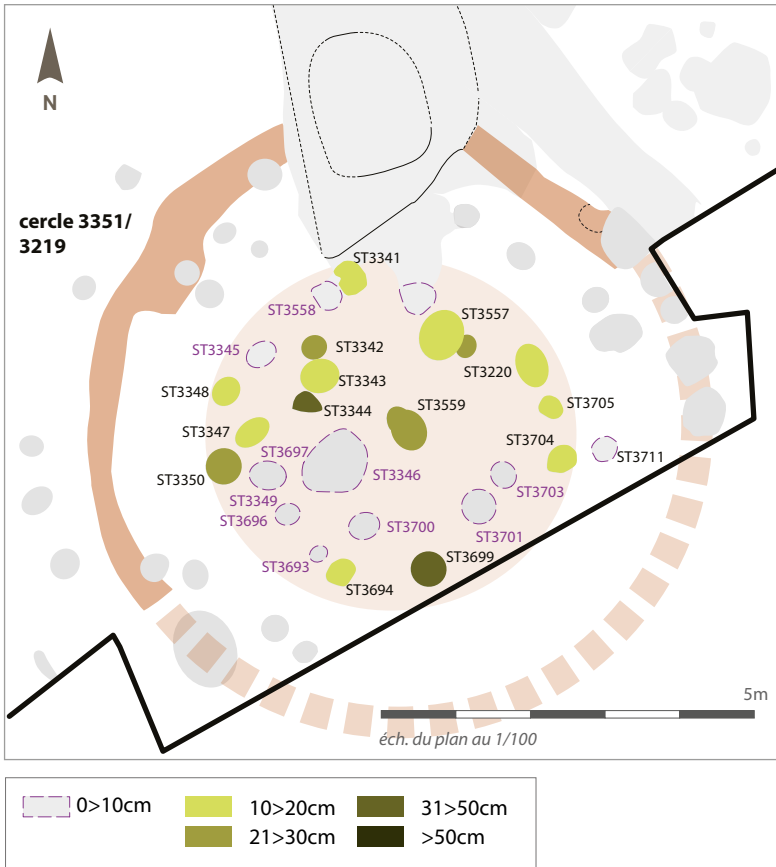 N
cercle 3351/
3219
ST3341
ST3558
ST3557
ST3345
ST3342
ST3220
ST3348
ST3343
ST3705
ST3344
ST3559
ST3347
ST3704
ST3697
ST3711
ST3350
ST3346
ST3703
ST3349
ST3696
ST3700
ST3701
ST3693
ST3699
ST3694
5m
éch. du plan au 1/100
0>10cm
10>20cm
31>50cm
21>30cm
>50cm